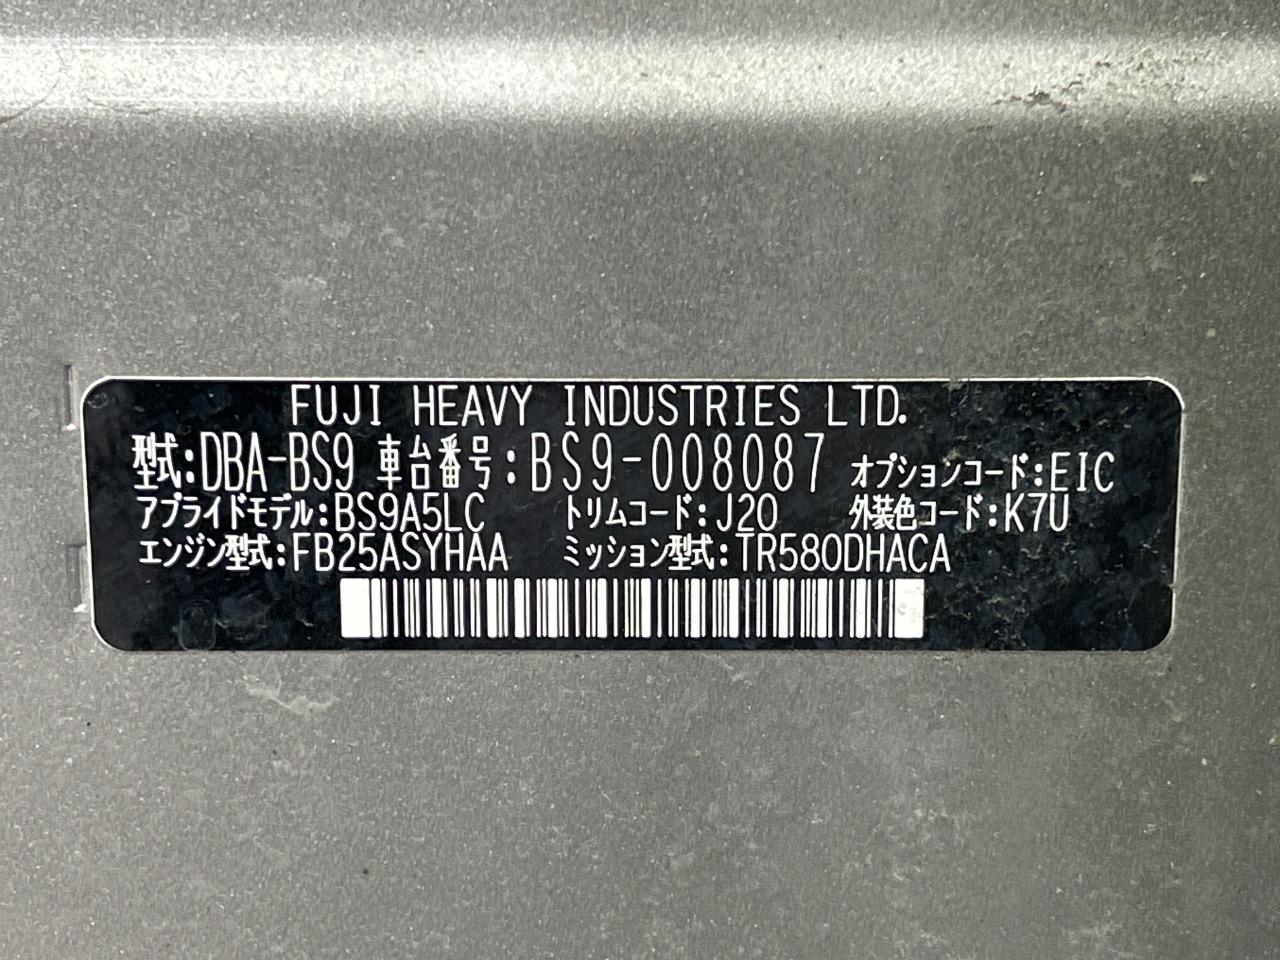 FUJI HEAVY INDUSTRIES LTD.
型式:DBA-BS9 車台番号:BS9-008087 オプションコード:EIC
アプライドモデル:BS9A5LC トリムコード:J20 外装色コード:K7U
エンジン型式:FB25ASYHAA ミッション型式:TR580DHACA